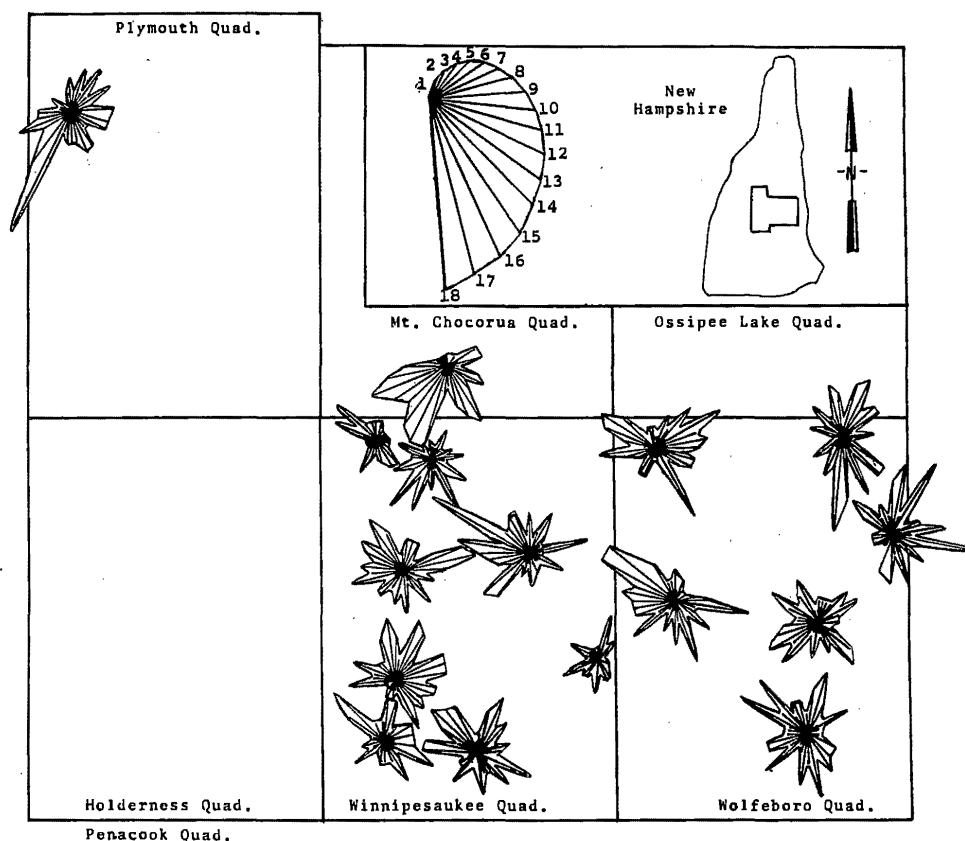 Plymouth Quad.
1
2
3
4
5
6
7
8
9
10
11
12
13
14
15
16
17
18
New
Hampshire
-N-
Mt. Chocorua Quad.
Ossipee Lake Quad.
Holderness Quad.
Winnipesaukee Quad.
Wolfeboro Quad.
Penacook Quad.